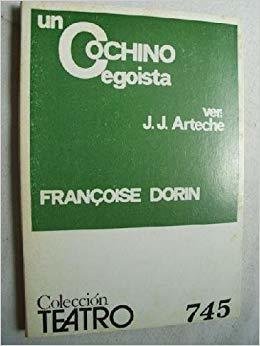 un
COCHINO
egoista
ver:
J. J. Arteche
FRANÇOISE DORIN
Colección
TEATRO 745